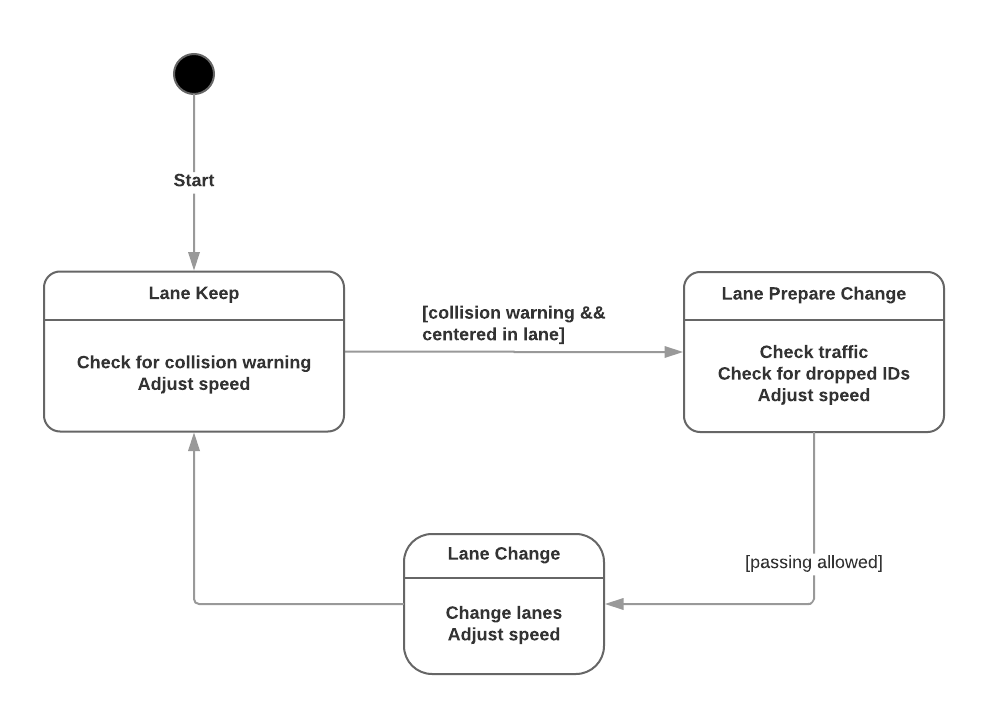 Start
Lane Keep
Check for collision warning
Adjust speed
[collision warning &&
centered in lane]
Lane Prepare Change
Check traffic
Check for dropped IDs
Adjust speed
[passing allowed]
Lane Change
Change lanes
Adjust speed